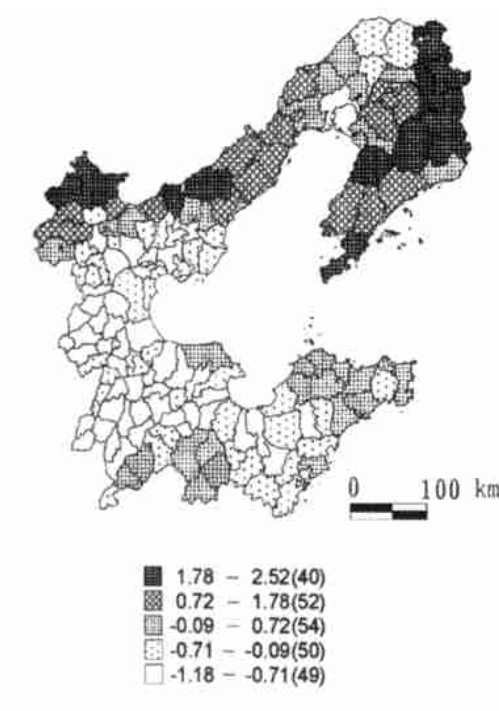 0 100 km
1.78 – 2.52(40)
0.72 – 1.78(52)
-0.09 – 0.72(54)
-0.71 – -0.09(50)
-1.18 – -0.71(49)